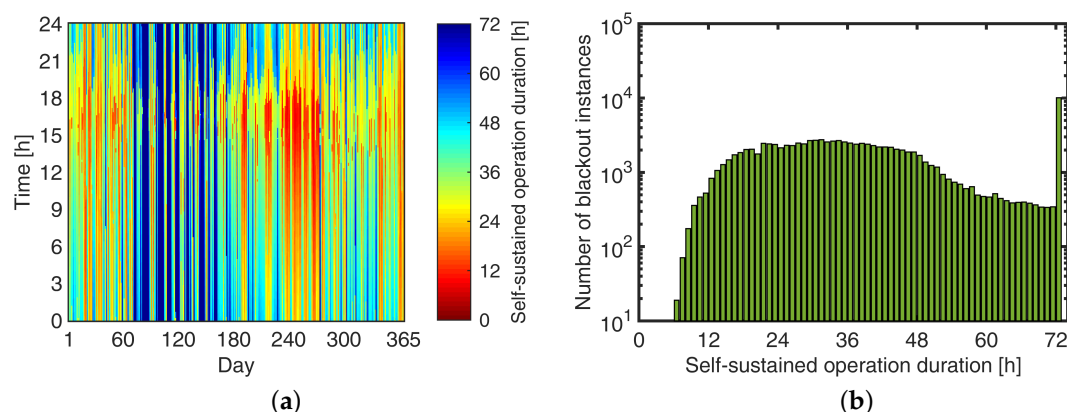 24
21
18
15
12
9
6
3
0
Time [h]
1 60 120 180 240 300 365
Day
72
60
48
36
24
12
0
Self-sustained operation duration [h]
(a)
10^5
10^4
10^3
10^2
10^1
Number of blackout instances
0 12 24 36 48 60 72
Self-sustained operation duration [h]
(b)